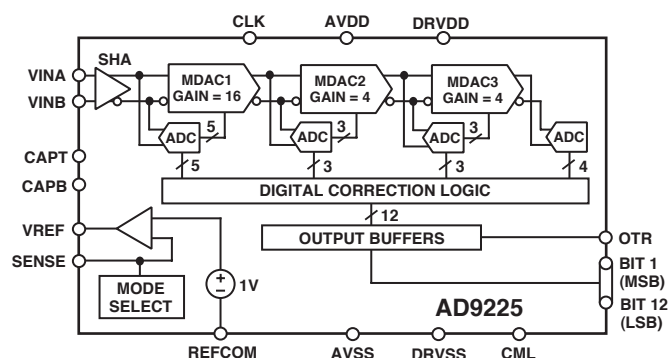 CLK AVDD DRVDD
SHA
VINA
VINB
MDAC1
GAIN = 16
MDAC2
GAIN = 4
MDAC3
GAIN = 4
ADC 5
ADC 3
ADC 3
ADC
5 3 3 4
CAPT
CAPB
DIGITAL CORRECTION LOGIC
12
VREF
OUTPUT BUFFERS
OTR
SENSE
MODE
SELECT
1V
BIT 1
(MSB)
BIT 12
(LSB)
AD9225
REFCOM AVSS DRVSS CML